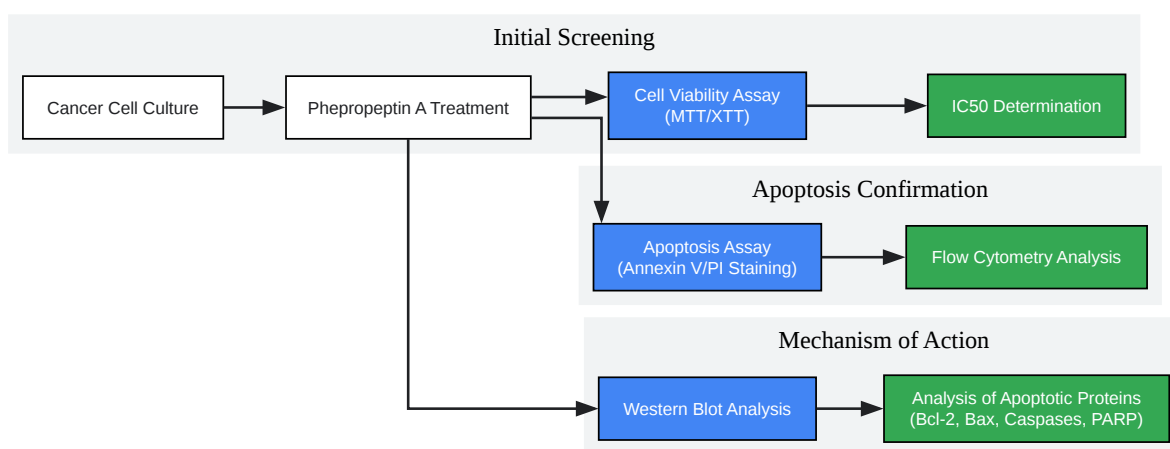 Initial Screening
Cancer Cell Culture
Phepropeptin A Treatment
Cell Viability Assay
(MTT/XTT)
IC50 Determination
Apoptosis Confirmation
Apoptosis Assay
(Annexin V/PI Staining)
Flow Cytometry Analysis
Mechanism of Action
Western Blot Analysis
Analysis of Apoptotic Proteins
(Bcl-2, Bax, Caspases, PARP)